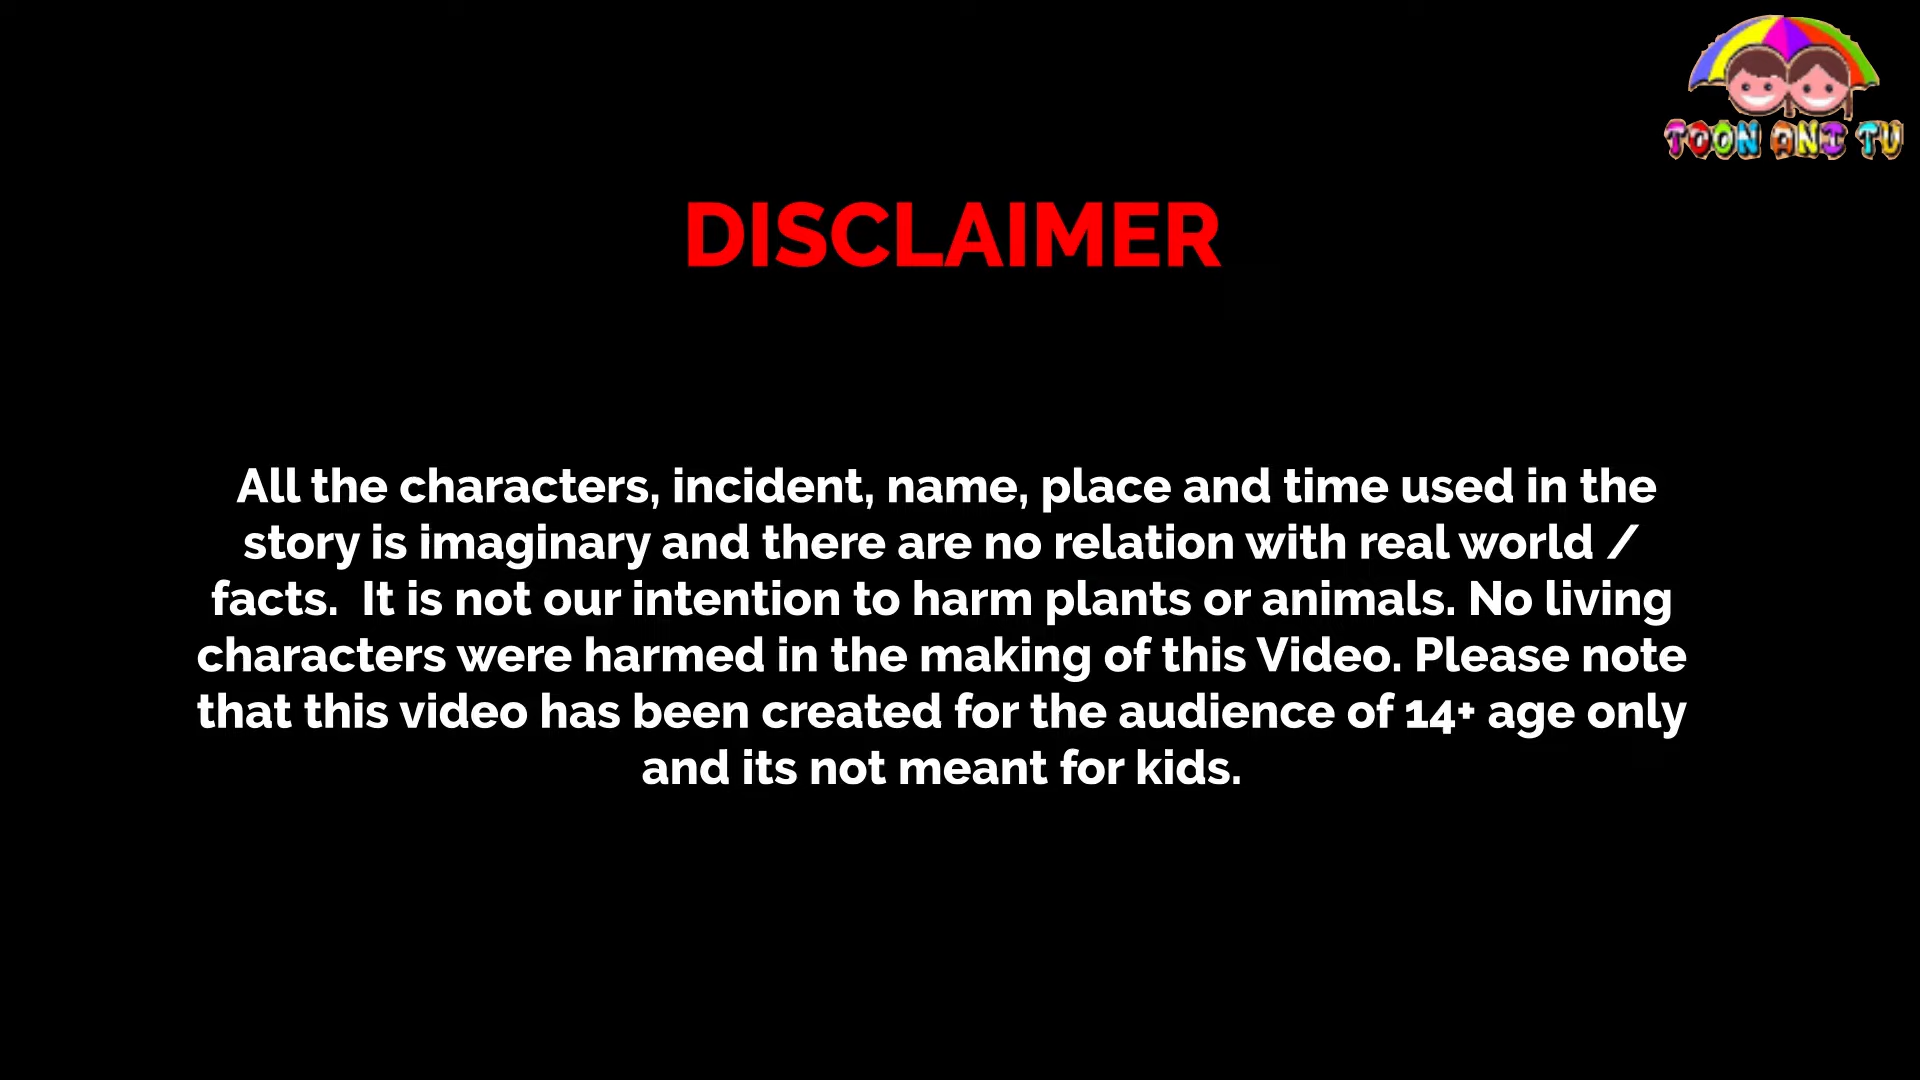 TOON ANI TV
DISCLAIMER
All the characters, incident, name, place and time used in the
story is imaginary and there are no relation with real world /
facts.  It is not our intention to harm plants or animals. No living
characters were harmed in the making of this Video. Please note
that this video has been created for the audience of 14+ age only
and its not meant for kids.